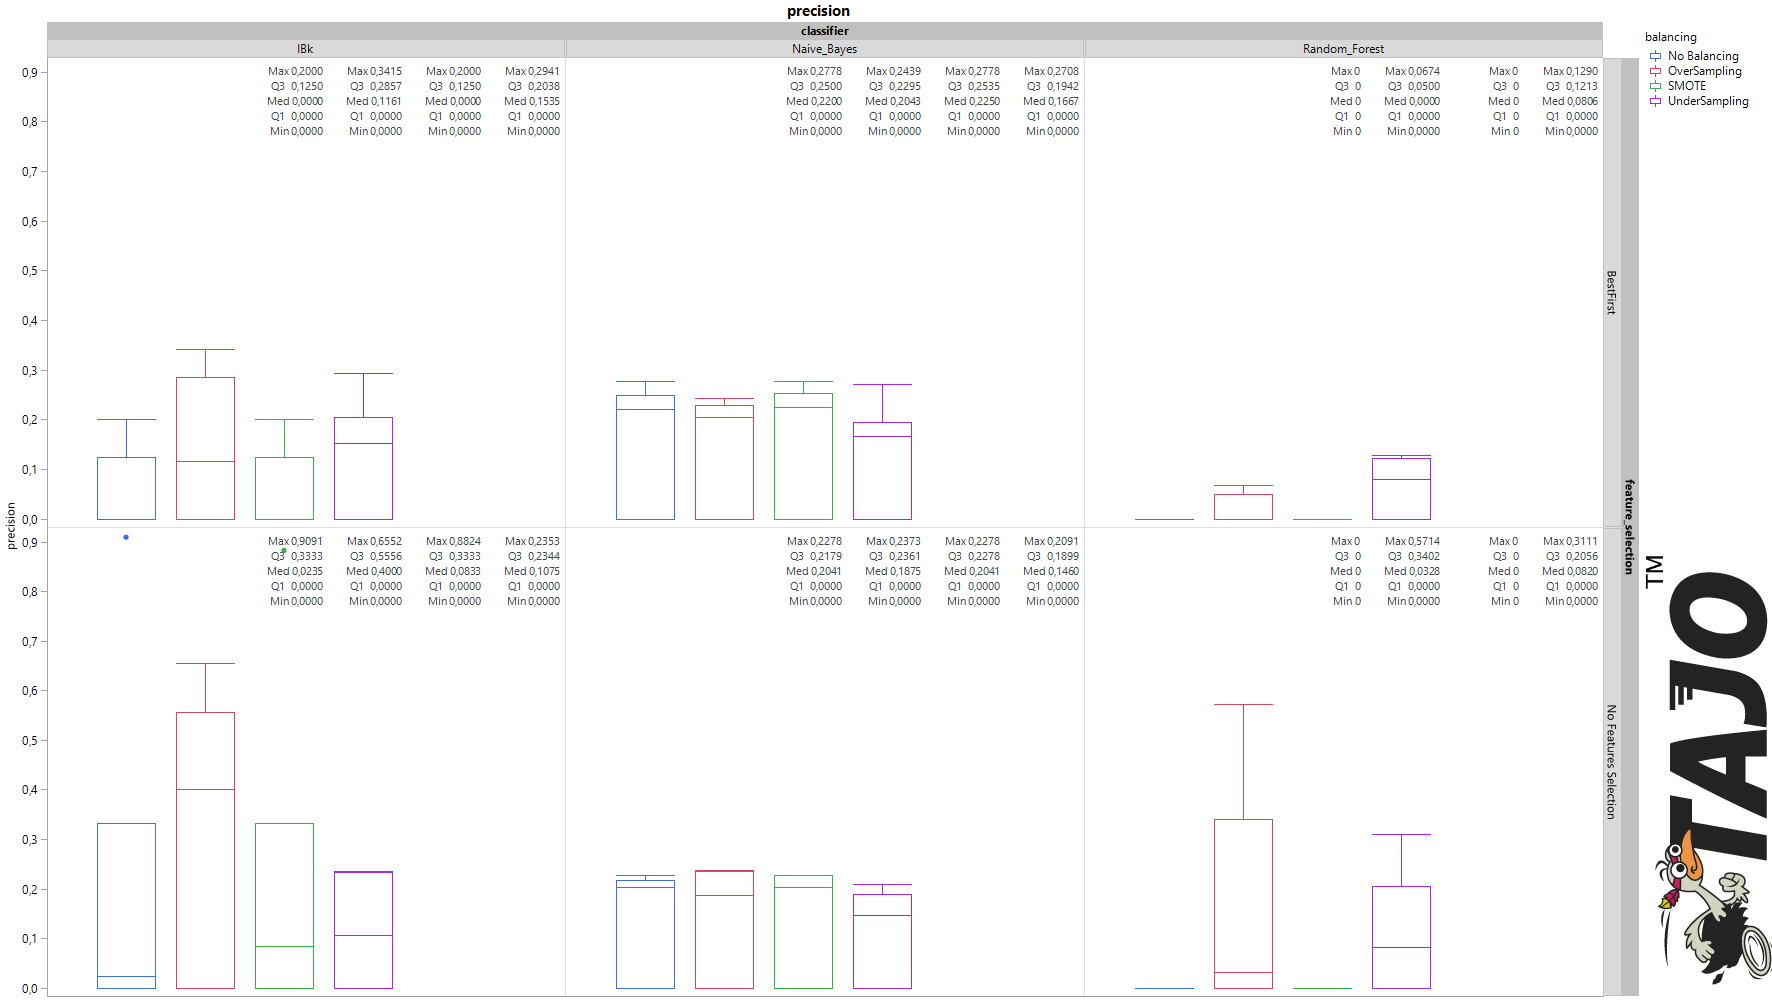 precision
classifier
IBk Naive_Bayes Random_Forest
balancing
No Balancing
OverSampling
SMOTE
UnderSampling
Max 0,2000 Max 0,3415 Max 0,2000 Max 0,2941 Max 0,2778 Max 0,2439 Max 0,2778 Max 0,2708 Max 0 Max 0,0674 Max 0 Max 0,1290
Q3 0,1250 Q3 0,2857 Q3 0,1250 Q3 0,2038 Q3 0,2500 Q3 0,2295 Q3 0,2535 Q3 0,1942 Q3 0 Q3 0,0500 Q3 0 Q3 0,1213
Med 0,0000 Med 0,1161 Med 0,0000 Med 0,1535 Med 0,2200 Med 0,2043 Med 0,2250 Med 0,1667 Med 0 Med 0,0000 Med 0 Med 0,0806
Q1 0,0000 Q1 0,0000 Q1 0,0000 Q1 0,0000 Q1 0,0000 Q1 0,0000 Q1 0,0000 Q1 0,0000 Q1 0 Q1 0,0000 Q1 0 Q1 0,0000
Min 0,0000 Min 0,0000 Min 0,0000 Min 0,0000 Min 0,0000 Min 0,0000 Min 0,0000 Min 0,0000 Min 0 Min 0,0000 Min 0 Min 0,0000
0,9
0,8
0,7
0,6
0,5
0,4
0,3
0,2
0,1
0,0
BestFirst
precision
feature_selection
Max 0,9091 Max 0,6552 Max 0,8824 Max 0,2353 Max 0,2278 Max 0,2373 Max 0,2278 Max 0,2091 Max 0 Max 0,5714 Max 0 Max 0,3111
Q3 0,3333 Q3 0,5556 Q3 0,3333 Q3 0,2344 Q3 0,2179 Q3 0,2361 Q3 0,2278 Q3 0,1899 Q3 0 Q3 0,3402 Q3 0 Q3 0,2056
Med 0,0235 Med 0,4000 Med 0,0833 Med 0,1075 Med 0,2041 Med 0,1875 Med 0,2041 Med 0,1460 Med 0 Med 0,0328 Med 0 Med 0,0820
Q1 0,0000 Q1 0,0000 Q1 0,0000 Q1 0,0000 Q1 0,0000 Q1 0,0000 Q1 0,0000 Q1 0,0000 Q1 0 Q1 0,0000 Q1 0 Q1 0,0000
Min 0,0000 Min 0,0000 Min 0,0000 Min 0,0000 Min 0,0000 Min 0,0000 Min 0,0000 Min 0,0000 Min 0 Min 0,0000 Min 0 Min 0,0000
0,9
0,8
0,7
0,6
0,5
0,4
0,3
0,2
0,1
0,0
No Features Selection
TAJO TM